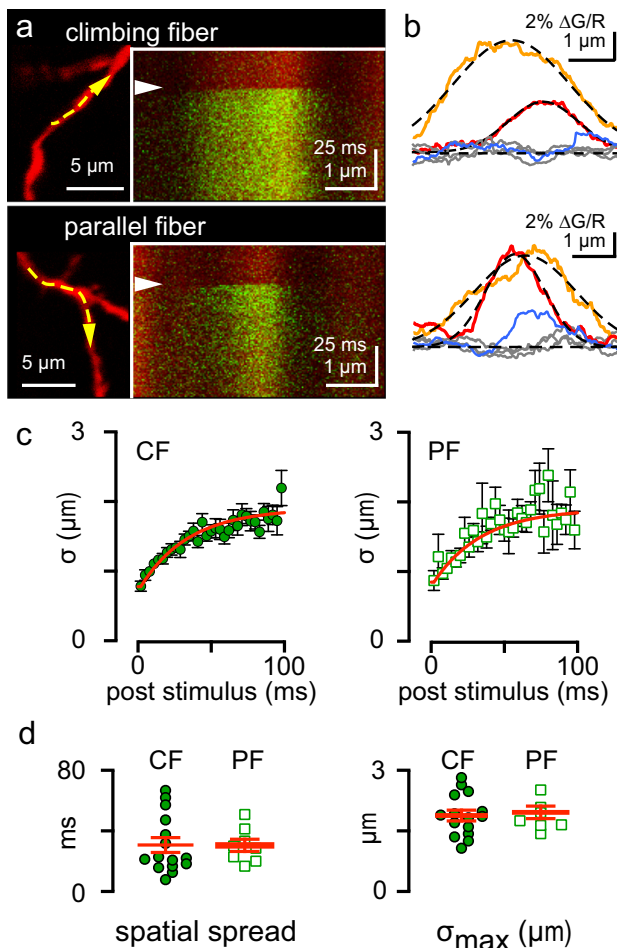 a
climbing fiber
5 µm
25 ms
1 µm
parallel fiber
5 µm
25 ms
1 µm
b
2% ΔG/R
1 µm
2% ΔG/R
1 µm
c
3
CF
σ (µm)
0
0
100
post stimulus (ms)
3
PF
σ (µm)
0
0
100
post stimulus (ms)
d
80
CF
PF
ms
0
spatial spread
3
CF
PF
µm
0
σmax (µm)